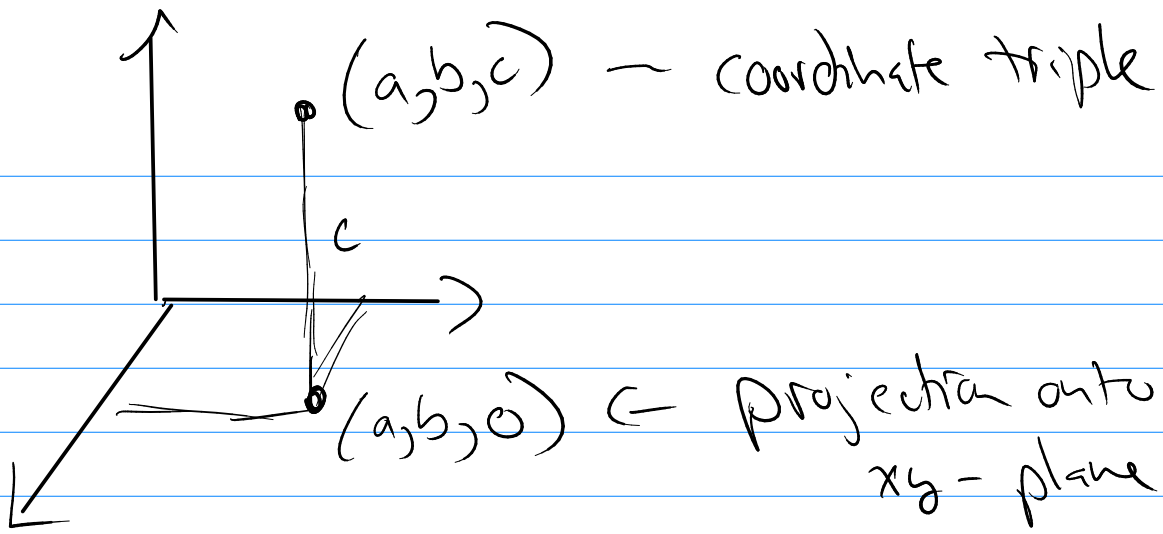 (a,b,c) — coordinate triple
c
(a,b,0) ← projection onto
xy - plane